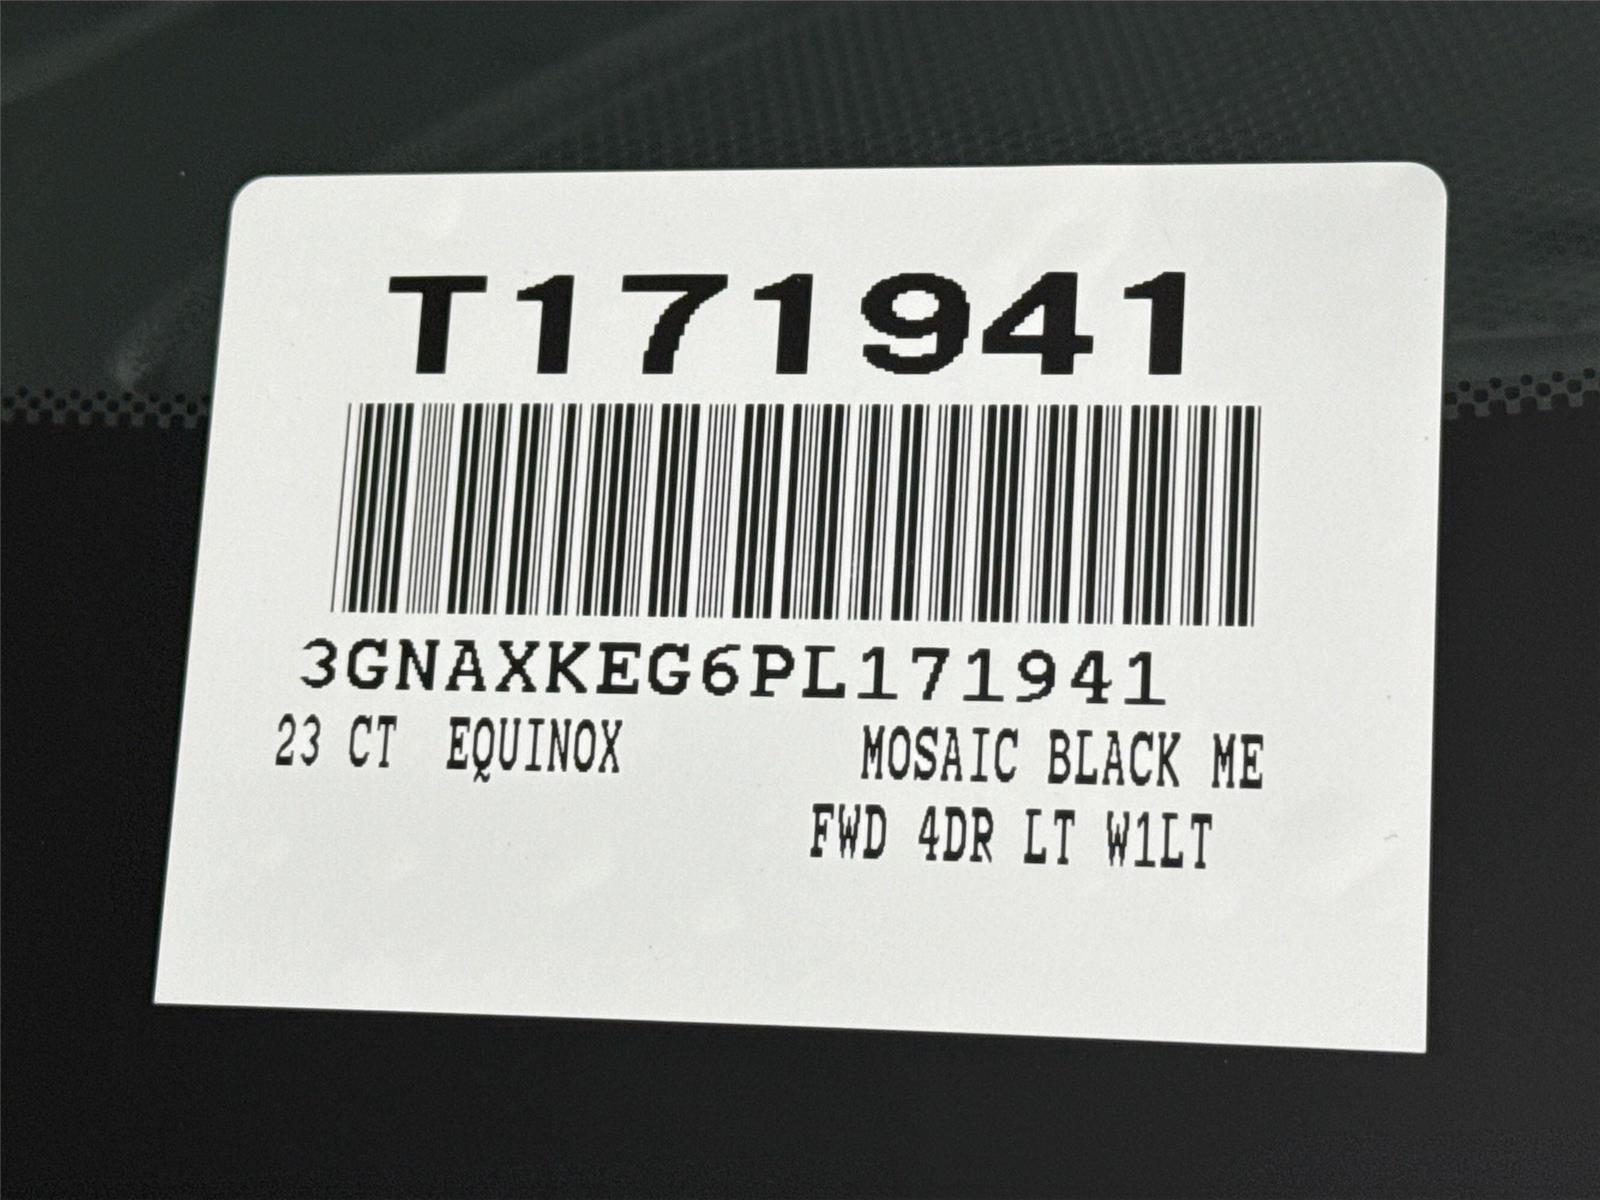 T171941
3GNAXKEG6PL171941
23 CT EQUINOX MOSAIC BLACK ME
FWD 4DR LT W1LT